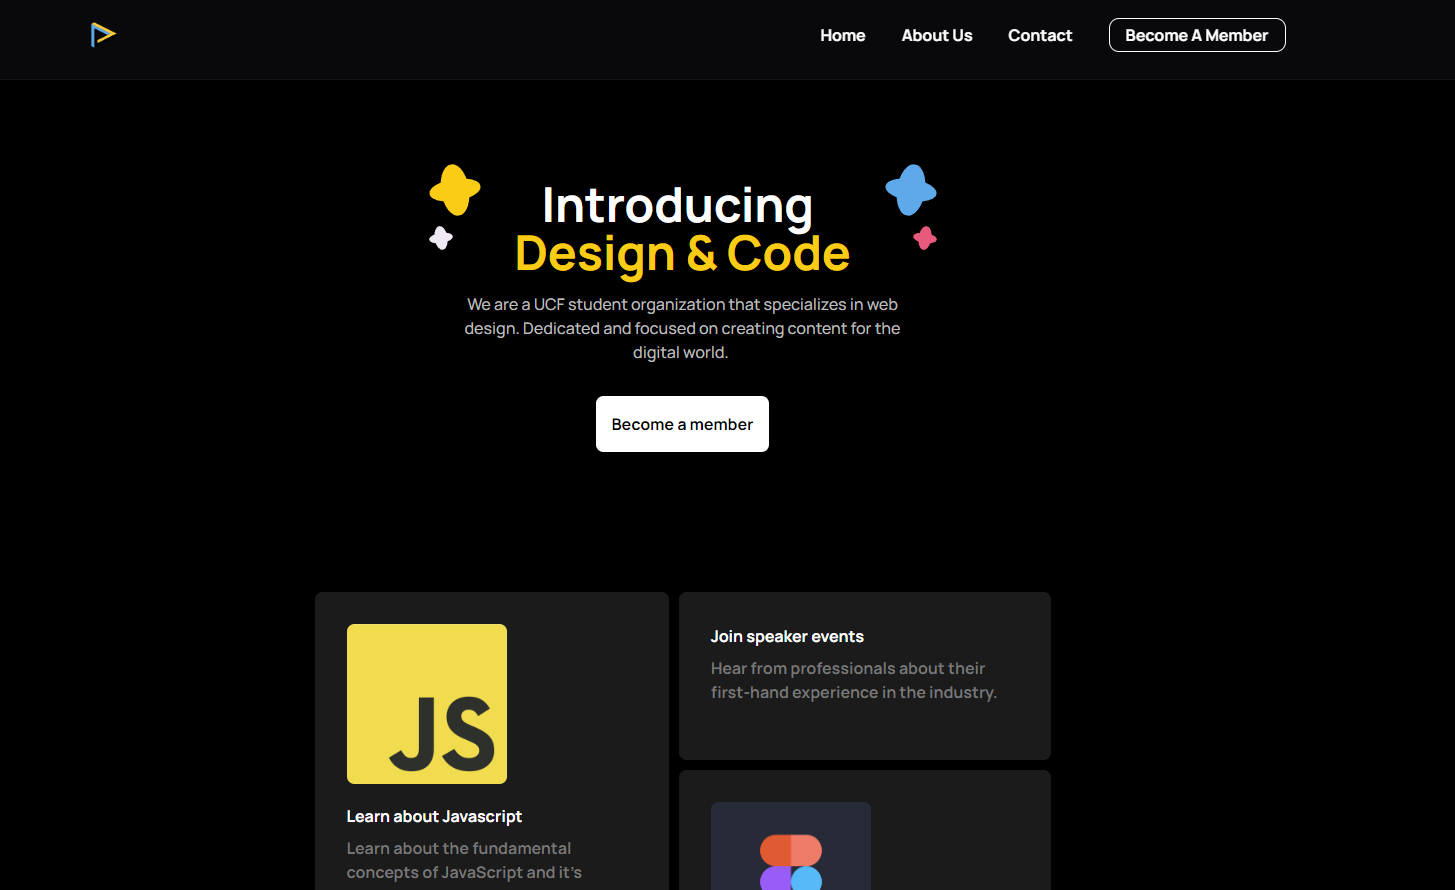 Home
About Us
Contact
Become A Member
Introducing
Design & Code
We are a UCF student organization that specializes in web
design. Dedicated and focused on creating content for the
digital world.
Become a member
JS
Learn about Javascript
Learn about the fundamental
concepts of JavaScript and it's
Join speaker events
Hear from professionals about their
first-hand experience in the industry.